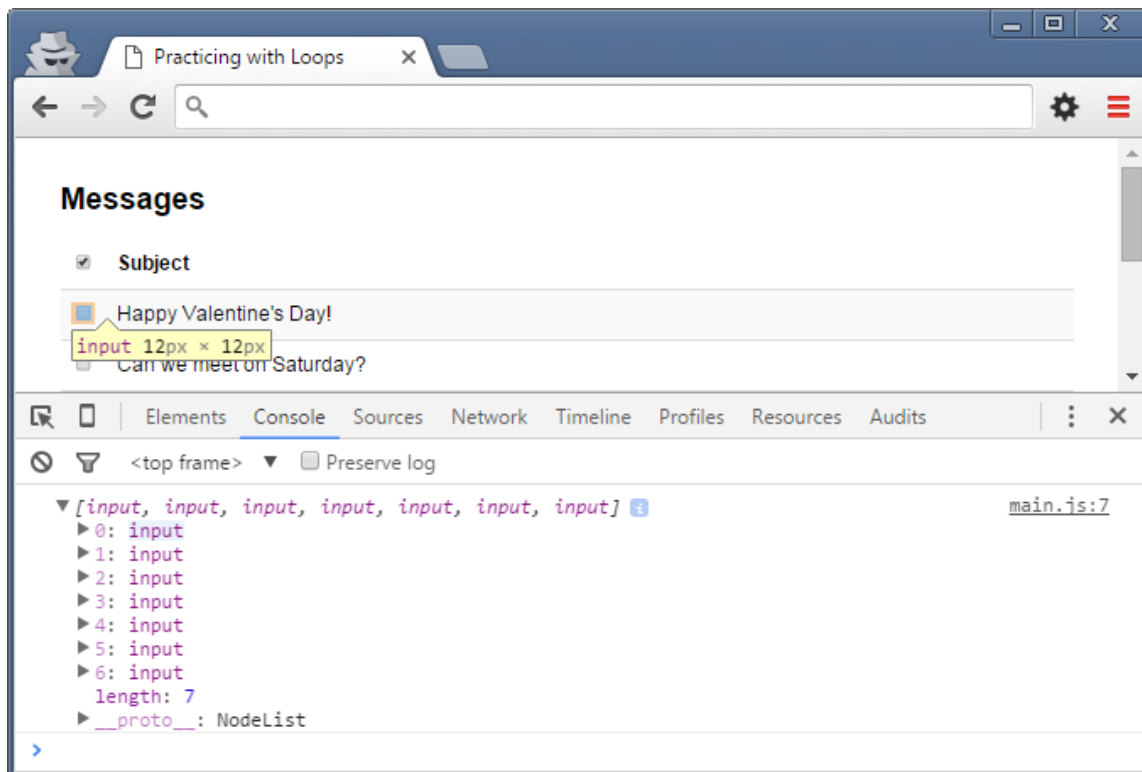 Practicing with Loops
Messages
Subject
Happy Valentine's Day!
input 12px × 12px
Can we meet on Saturday?
Elements Console Sources Network Timeline Profiles Resources Audits
<top frame> ▼ Preserve log
▼[input, input, input, input, input, input, input] i main.js:7
▶0: input
▶1: input
▶2: input
▶3: input
▶4: input
▶5: input
▶6: input
length: 7
▶__proto__: NodeList
>